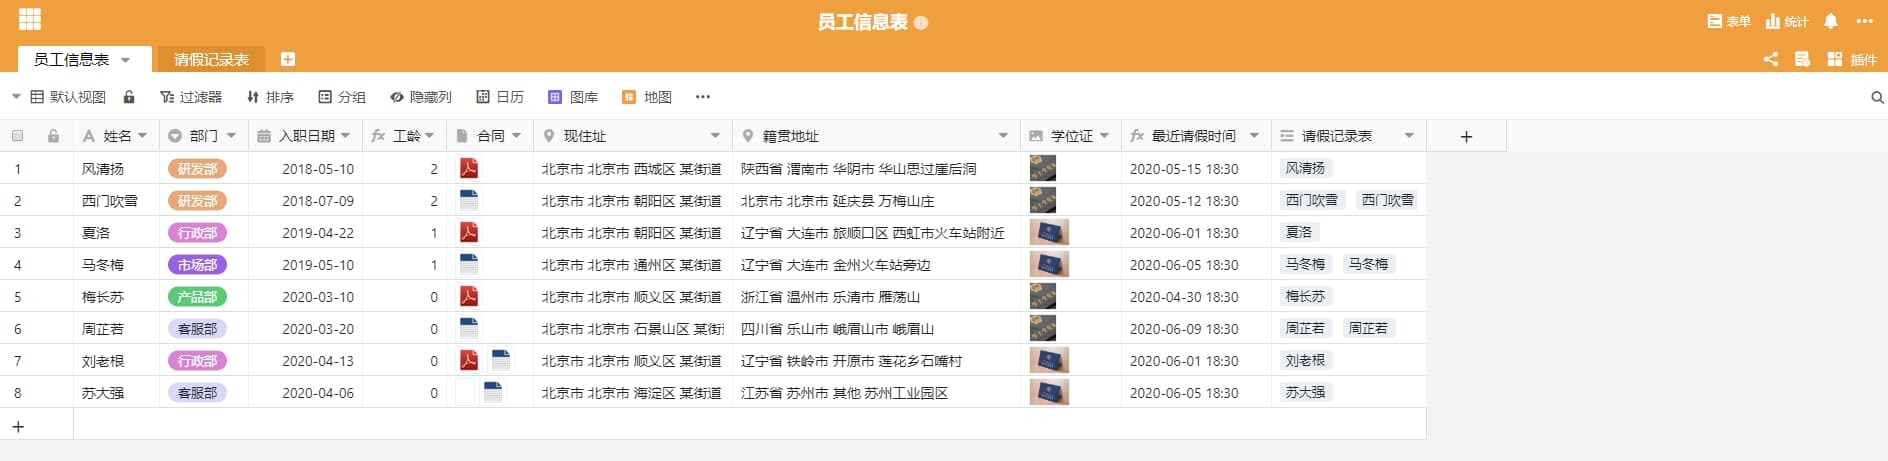 员工信息表
表单 统计
员工信息表 请假记录表
插件
默认视图 过滤器 排序 分组 隐藏列 日历 图库 地图
姓名 部门 入职日期 工龄 合同 现住址 籍贯地址 学位证 最近请假时间 请假记录表
1 风清扬 研发部 2018-05-10 2 北京市 北京市 西城区 某街道 陕西省 渭南市 华阴市 华山思过崖后洞 2020-05-15 18:30 风清扬
2 西门吹雪 研发部 2018-07-09 2 北京市 北京市 朝阳区 某街道 北京市 北京市 延庆县 万梅山庄 2020-05-12 18:30 西门吹雪 西门吹雪
3 夏洛 行政部 2019-04-22 1 北京市 北京市 朝阳区 某街道 辽宁省 大连市 旅顺口区 西虹市火车站附近 2020-06-01 18:30 夏洛
4 马冬梅 市场部 2019-05-10 1 北京市 北京市 通州区 某街道 辽宁省 大连市 金州火车站旁边 2020-06-05 18:30 马冬梅 马冬梅
5 梅长苏 产品部 2020-03-10 0 北京市 北京市 顺义区 某街道 浙江省 温州市 乐清市 雁荡山 2020-04-30 18:30 梅长苏
6 周芷若 客服部 2020-03-20 0 北京市 北京市 石景山区 某街 四川省 乐山市 峨眉山市 峨眉山 2020-06-09 18:30 周芷若 周芷若
7 刘老根 行政部 2020-04-13 0 北京市 北京市 顺义区 某街道 辽宁省 铁岭市 开原市 莲花乡石嘴村 2020-06-01 18:30 刘老根
8 苏大强 客服部 2020-04-06 0 北京市 北京市 海淀区 某街道 江苏省 苏州市 其他 苏州工业园区 2020-06-05 18:30 苏大强